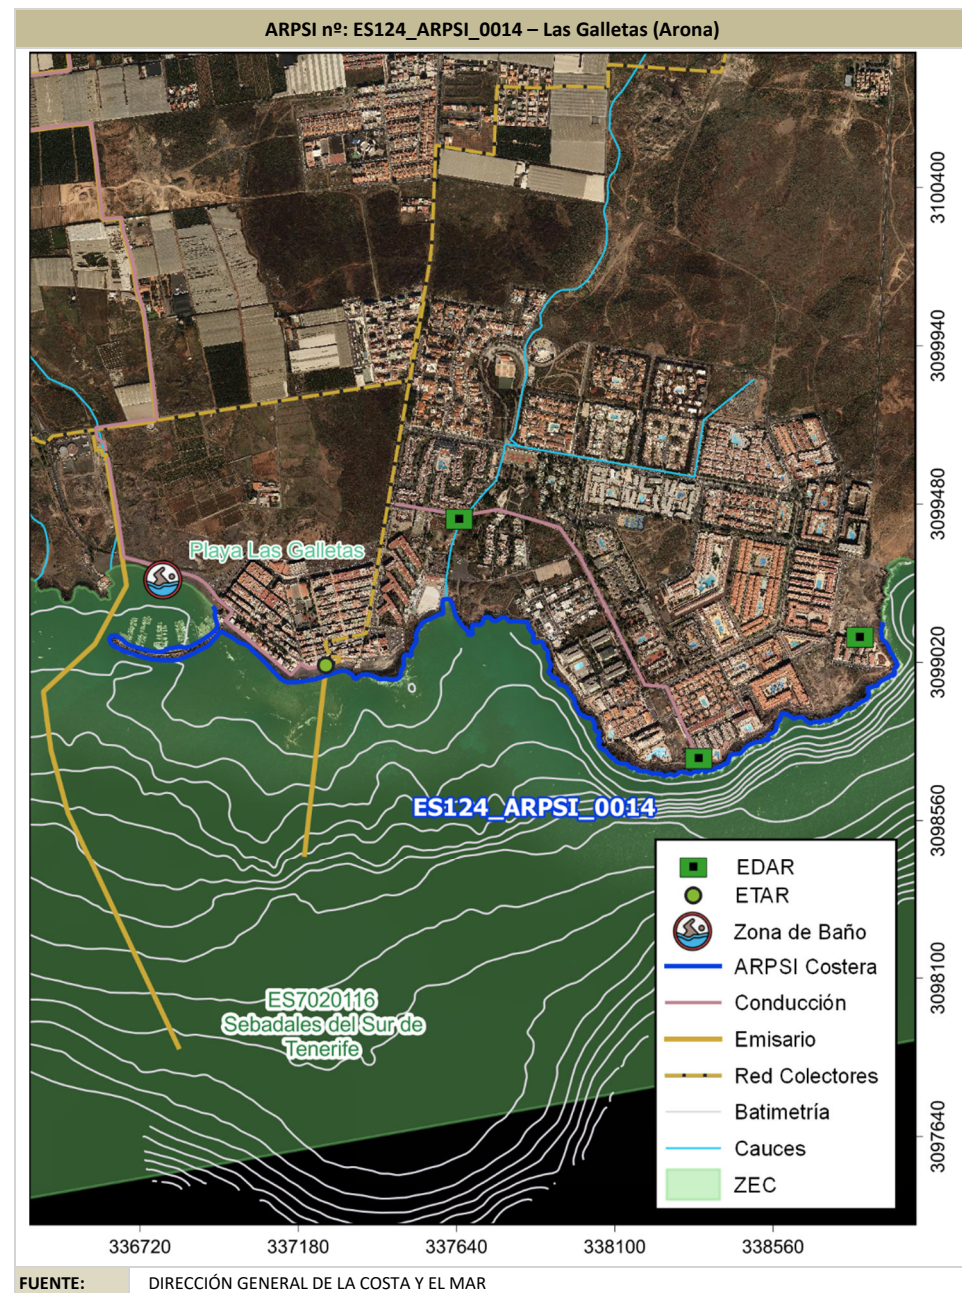 ARPSI nº: ES124_ARPSI_0014 – Las Galletas (Arona)
3100400
3099940
3099480
Playa Las Galletas
3099020
ES124_ARPSI_0014
3098560
EDAR
ETAR
Zona de Baño
ARPSI Costera
Conducción
Emisario
Red Colectores
Batimetría
Cauces
ZEC
ES7020116
Sebadales del Sur de
Tenerife
3098100
3097640
336720 337180 337640 338100 338560
FUENTE: DIRECCIÓN GENERAL DE LA COSTA Y EL MAR